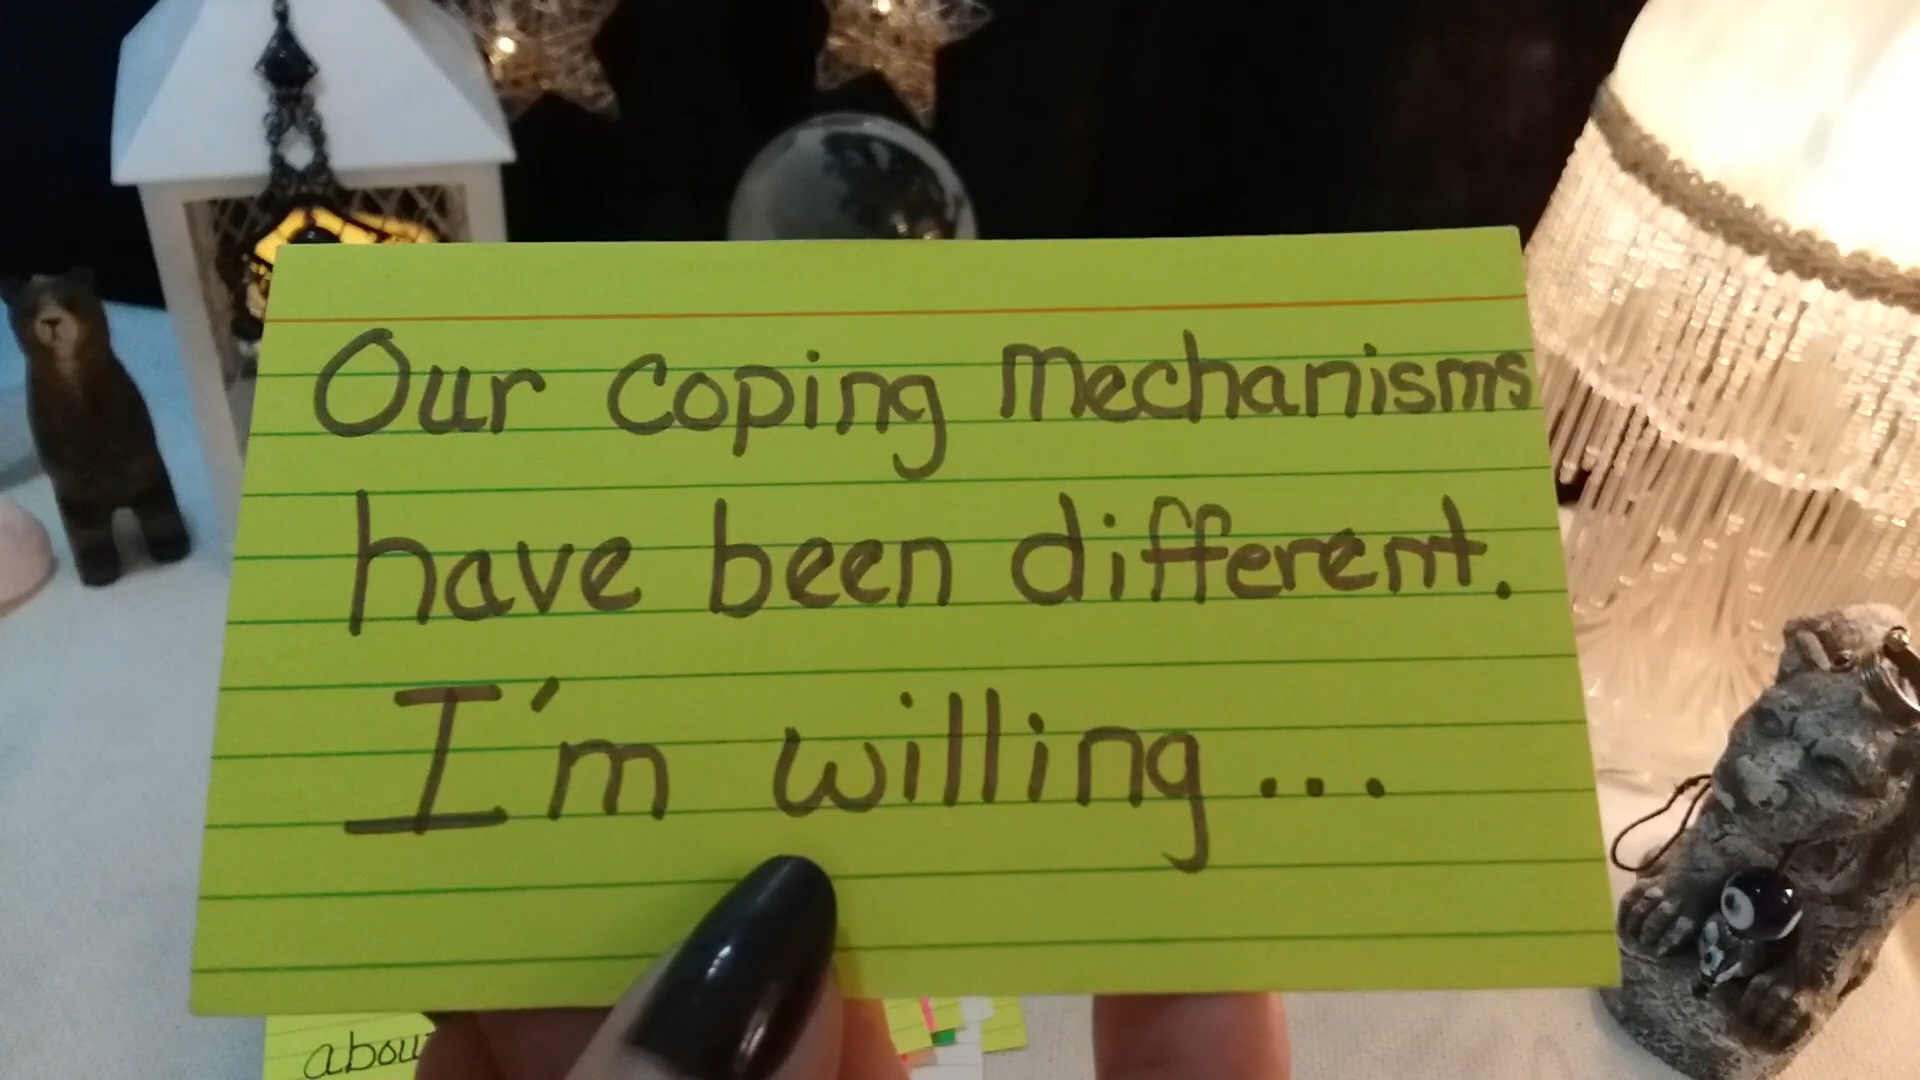 Our coping mechanisms
have been different.
I'm willing...